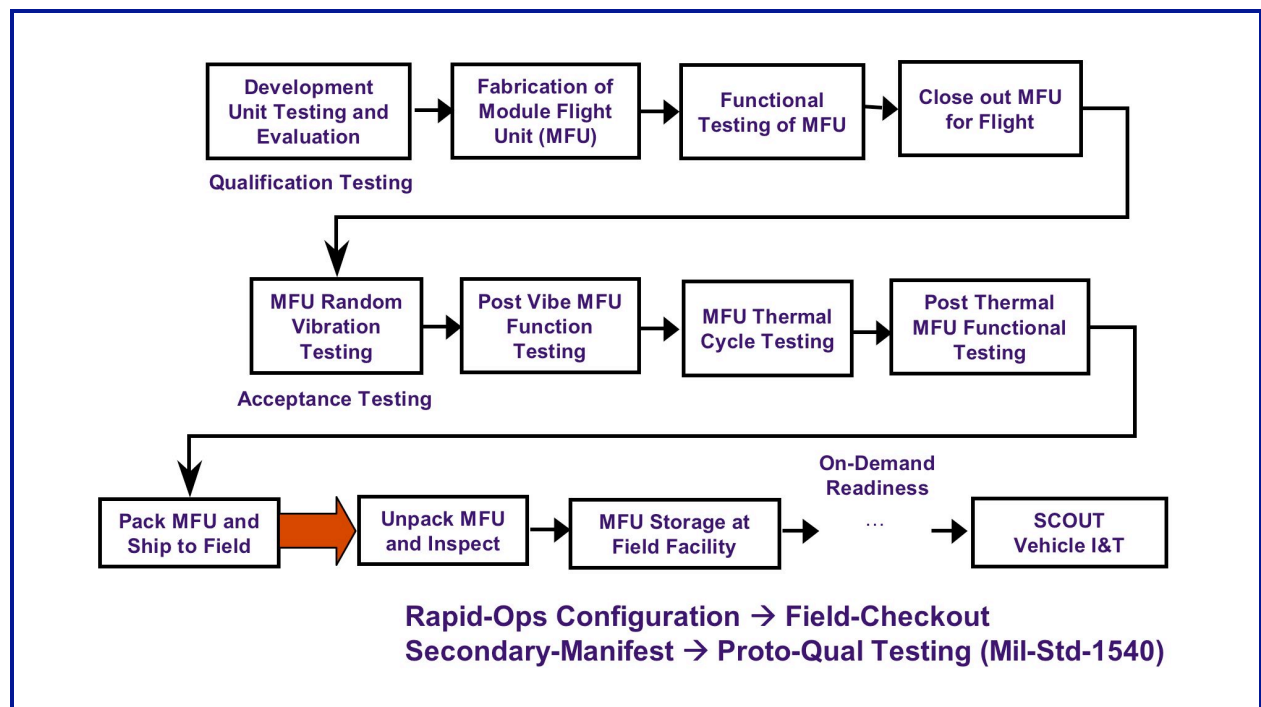 Development
Unit Testing and
Evaluation
Fabrication of
Module Flight
Unit (MFU)
Functional
Testing of MFU
Close out MFU
for Flight
Qualification Testing
MFU Random
Vibration
Testing
Post Vibe MFU
Function
Testing
MFU Thermal
Cycle Testing
Post Thermal
MFU Functional
Testing
Acceptance Testing
Pack MFU and
Ship to Field
Unpack MFU
and Inspect
MFU Storage at
Field Facility
On-Demand
Readiness
...
SCOUT
Vehicle I&T
Rapid-Ops Configuration → Field-Checkout
Secondary-Manifest → Proto-Qual Testing (Mil-Std-1540)